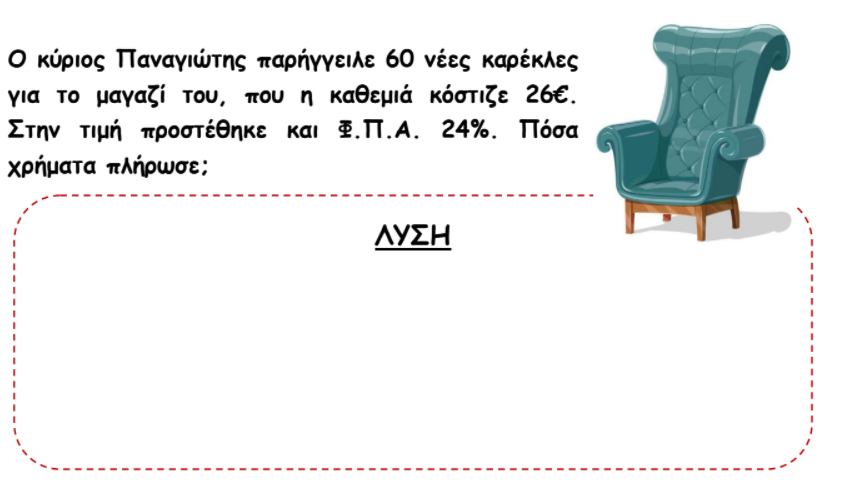 Ο κύριος Παναγιώτης παρήγγειλε 60 νέες καρέκλες
για το μαγαζί του, που η καθεμιά κόστιζε 26€.
Στην τιμή προστέθηκε και Φ.Π.Α. 24%. Πόσα
χρήματα πλήρωσε;
ΛΥΣΗ